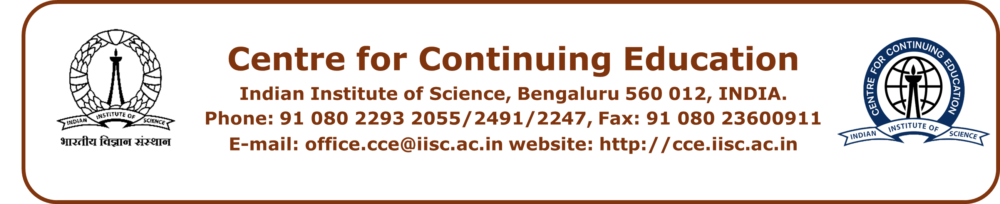 INDIAN INSTITUTE OF SCIENCE
भारतीय विज्ञान संस्थान
Centre for Continuing Education
Indian Institute of Science, Bengaluru 560 012, INDIA.
Phone: 91 080 2293 2055/2491/2247, Fax: 91 080 23600911
E-mail: office.cce@iisc.ac.in website: http://cce.iisc.ac.in
CENTRE FOR CONTINUING EDUCATION
INDIAN INSTITUTE OF SCIENCE